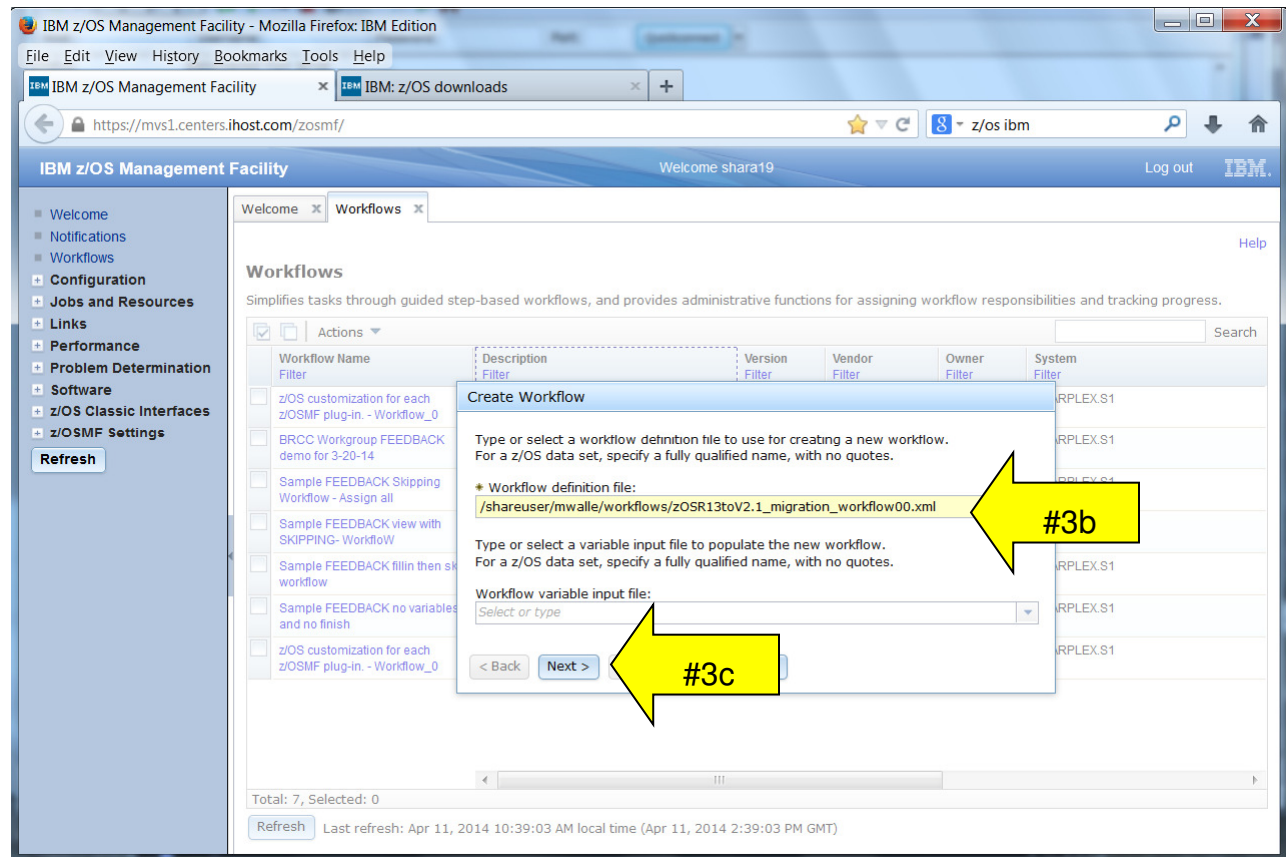 IBM z/OS Management Facility - Mozilla Firefox: IBM Edition
File Edit View History Bookmarks Tools Help
IBM IBM z/OS Management Facility x IBM IBM: z/OS downloads x +
https://mvs1.centers.ihost.com/zosmf/ 8 z/os ibm
IBM z/OS Management Facility Welcome shara19 Log out IBM.
Welcome
Notifications
Workflows
Configuration
Jobs and Resources
Links
Performance
Problem Determination
Software
z/OS Classic Interfaces
z/OSMF Settings
Refresh
Welcome x Workflows x
Help
Workflows
Simplifies tasks through guided step-based workflows, and provides administrative functions for assigning workflow responsibilities and tracking progress.
Actions Search
Workflow Name Description Version Vendor Owner System
Filter Filter Filter Filter Filter Filter
z/OS customization for each
z/OSMF plug-in. - Workflow_0
RPLEX.S1
BRCC Workgroup FEEDBACK
demo for 3-20-14
RPLEX.S1
Sample FEEDBACK Skipping
Workflow - Assign all
Sample FEEDBACK view with
SKIPPING- WorkfloW
Sample FEEDBACK fillin then sk
workflow
RPLEX.S1
Sample FEEDBACK no variables
and no finish
RPLEX.S1
z/OS customization for each
z/OSMF plug-in. - Workflow_0
RPLEX.S1
Create Workflow
Type or select a workflow definition file to use for creating a new workflow.
For a z/OS data set, specify a fully qualified name, with no quotes.
* Workflow definition file:
/shareuser/mwalle/workflows/zOSR13toV2.1_migration_workflow00.xml
#3b
Type or select a variable input file to populate the new workflow.
For a z/OS data set, specify a fully qualified name, with no quotes.
Workflow variable input file:
Select or type
< Back Next >
#3c
Total: 7, Selected: 0
Refresh Last refresh: Apr 11, 2014 10:39:03 AM local time (Apr 11, 2014 2:39:03 PM GMT)